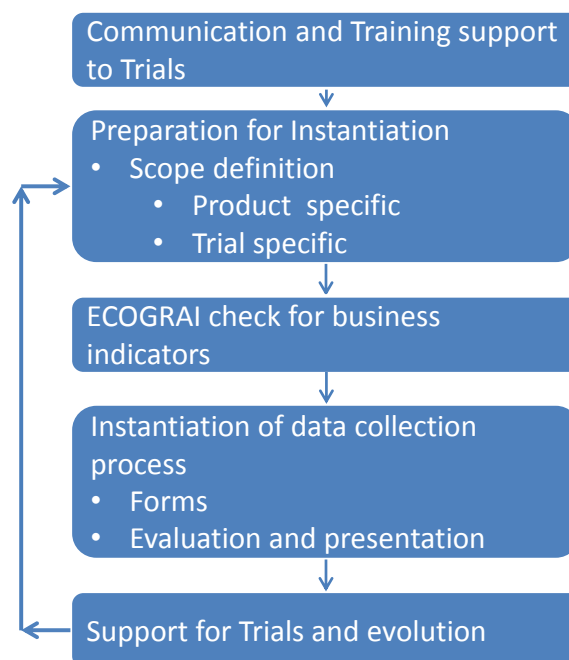 Communication and Training support
to Trials
Preparation for Instantiation
• Scope definition
• Product specific
• Trial specific
ECOGRAI check for business
indicators
Instantiation of data collection
process
• Forms
• Evaluation and presentation
Support for Trials and evolution